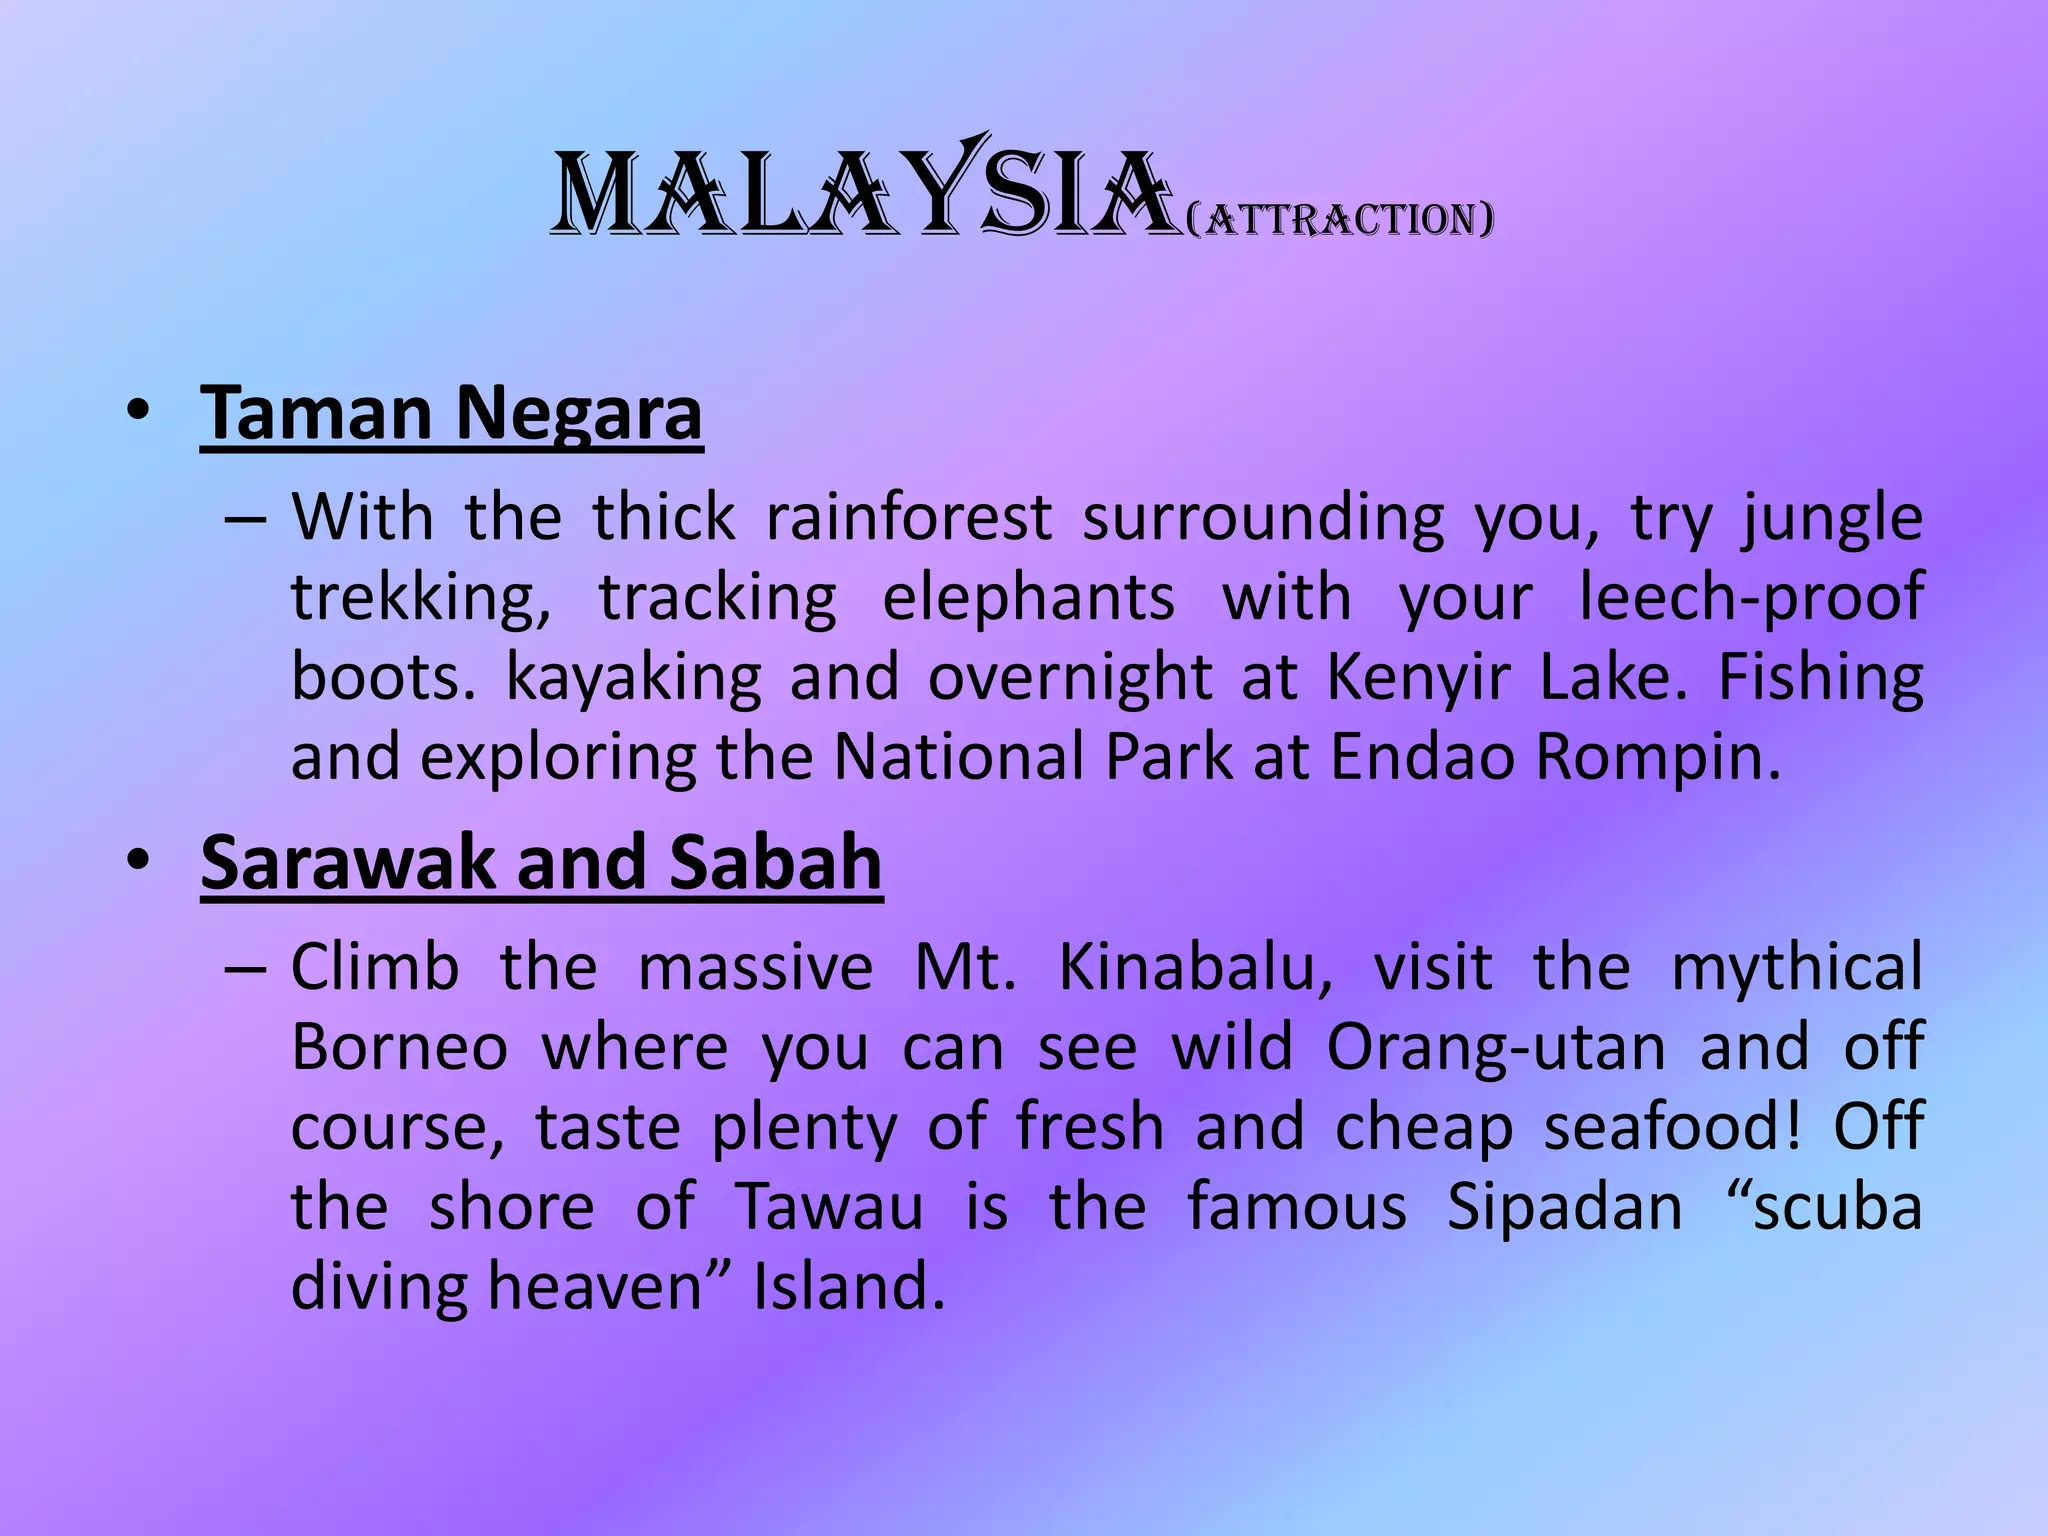 MALAYSIA(ATTRACTION)
• Taman Negara
– With the thick rainforest surrounding you, try jungle
trekking, tracking elephants with your leech-proof
boots. kayaking and overnight at Kenyir Lake. Fishing
and exploring the National Park at Endao Rompin.
• Sarawak and Sabah
– Climb the massive Mt. Kinabalu, visit the mythical
Borneo where you can see wild Orang-utan and off
course, taste plenty of fresh and cheap seafood! Off
the shore of Tawau is the famous Sipadan “scuba
diving heaven” Island.